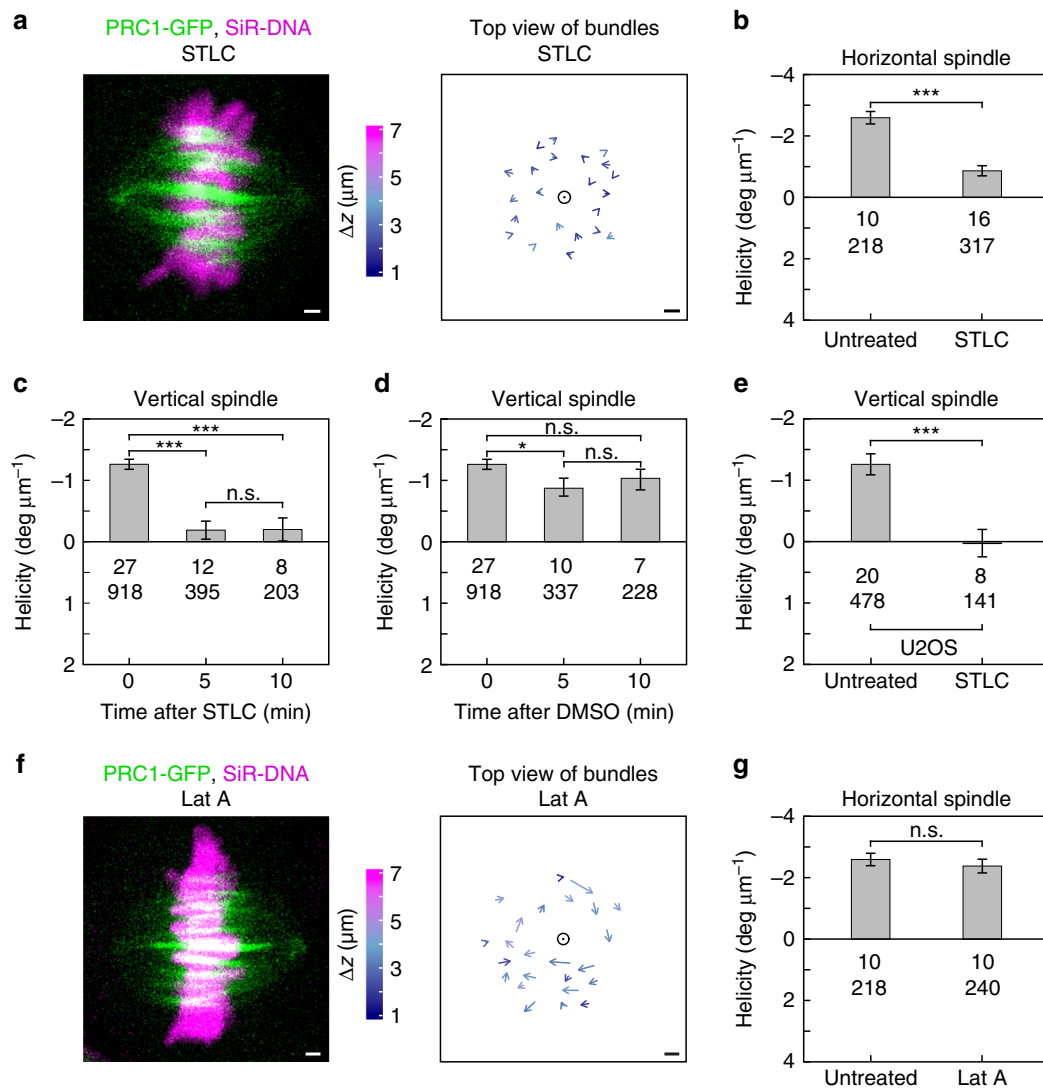 a
PRC1-GFP, SiR-DNA
STLC
7
5
3
1
Δz (μm)
Top view of bundles
STLC
b
Horizontal spindle
***
–4
–2
0
2
4
Helicity (deg μm⁻¹)
10 16
218 317
Untreated STLC
c
Vertical spindle
***
***
n.s.
–2
–1
0
1
2
Helicity (deg μm⁻¹)
27 12 8
918 395 203
0 5 10
Time after STLC (min)
d
Vertical spindle
n.s.
*
n.s.
–2
–1
0
1
2
Helicity (deg μm⁻¹)
27 10 7
918 337 228
0 5 10
Time after DMSO (min)
e
Vertical spindle
***
–2
–1
0
1
2
Helicity (deg μm⁻¹)
20 8
478 141
U2OS
Untreated STLC
f
PRC1-GFP, SiR-DNA
Lat A
7
5
3
1
Δz (μm)
Top view of bundles
Lat A
g
Horizontal spindle
n.s.
–4
–2
0
2
4
Helicity (deg μm⁻¹)
10 10
218 240
Untreated Lat A